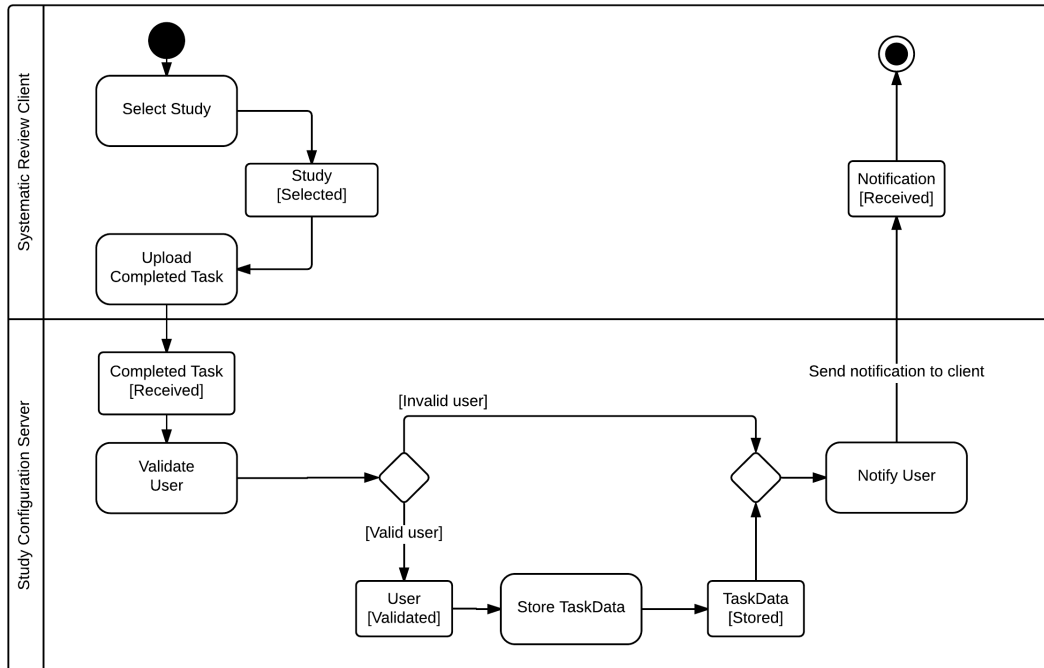 Systematic Review Client
Select Study
Study
[Selected]
Upload
Completed Task
Notification
[Received]
Study Configuration Server
Completed Task
[Received]
Validate
User
[Invalid user]
[Valid user]
User
[Validated]
Store TaskData
TaskData
[Stored]
Send notification to client
Notify User